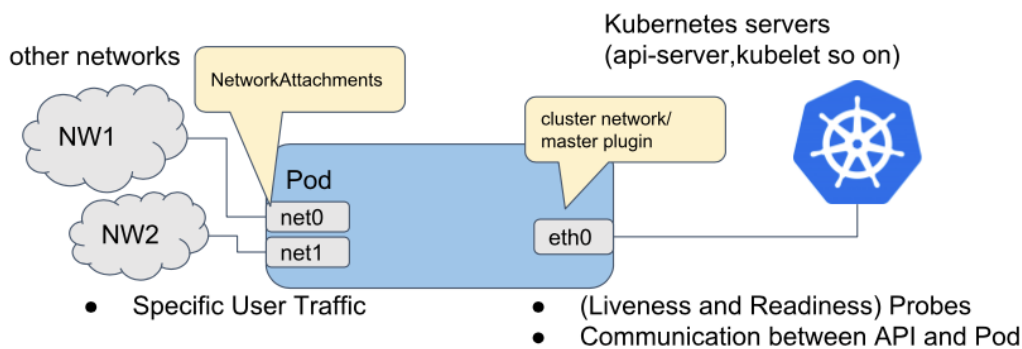 Kubernetes servers
(api-server,kubelet so on)
other networks
NetworkAttachments
NW1
cluster network/
master plugin
Pod
net0
NW2
net1
eth0
● Specific User Traffic
● (Liveness and Readiness) Probes
● Communication between API and Pod